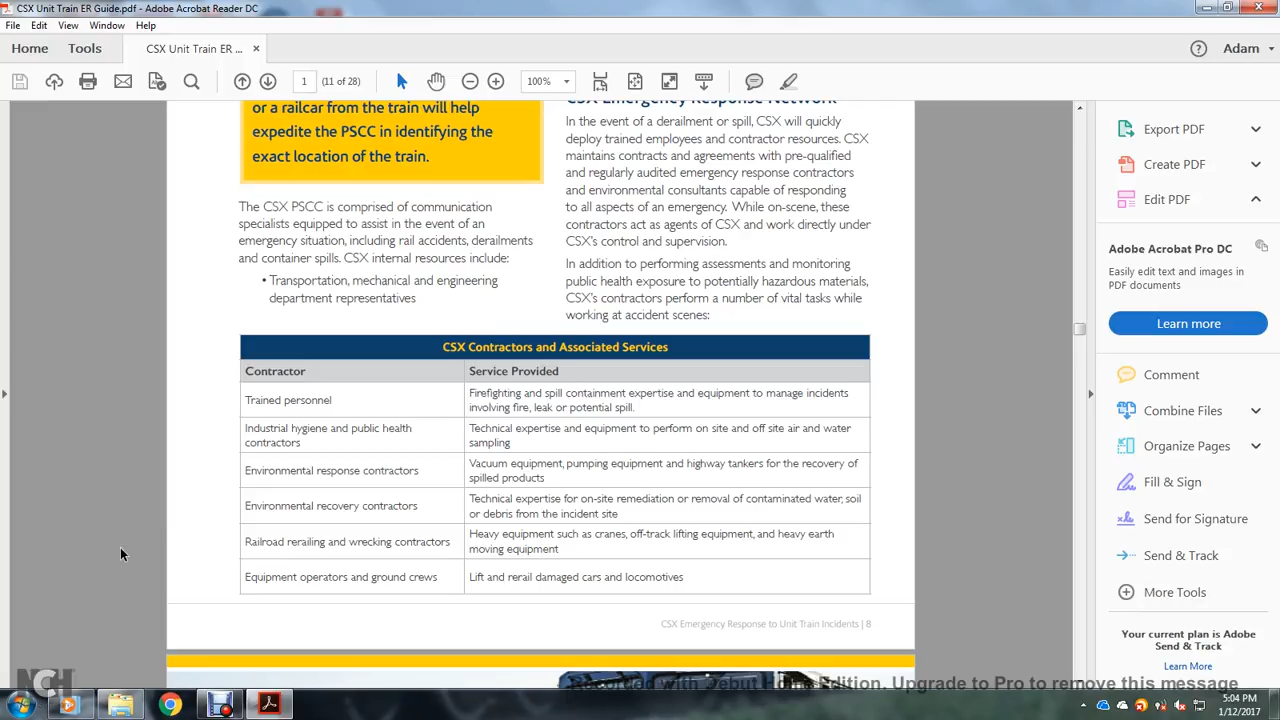 CSX Unit Train ER Guide.pdf - Adobe Acrobat Reader DC
File Edit View Window Help
Home Tools CSX Unit Train ER ... × Adam
1 (11 of 28) 100%
or a railcar from the train will help
expedite the PSCC in identifying the
exact location of the train.
The CSX PSCC is comprised of communication
specialists equipped to assist in the event of an
emergency situation, including rail accidents, derailments
and container spills. CSX internal resources include:
• Transportation, mechanical and engineering
department representatives
CSX Emergency Response Network
In the event of a derailment or spill, CSX will quickly
deploy trained employees and contractor resources. CSX
maintains contracts and agreements with pre-qualified
and regularly audited emergency response contractors
and environmental consultants capable of responding
to all aspects of an emergency. While on-scene, these
contractors act as agents of CSX and work directly under
CSX's control and supervision.
In addition to performing assessments and monitoring
public health exposure to potentially hazardous materials,
CSX's contractors perform a number of vital tasks while
working at accident scenes:
CSX Contractors and Associated Services
Contractor Service Provided
Trained personnel
Firefighting and spill containment expertise and equipment to manage incidents
involving fire, leak or potential spill.
Industrial hygiene and public health
contractors
Technical expertise and equipment to perform on site and off site air and water
sampling
Environmental response contractors
Vacuum equipment, pumping equipment and highway tankers for the recovery of
spilled products
Environmental recovery contractors
Technical expertise for on-site remediation or removal of contaminated water, soil
or debris from the incident site
Railroad rerailing and wrecking contractors
Heavy equipment such as cranes, off-track lifting equipment, and heavy earth
moving equipment
Equipment operators and ground crews
Lift and rerail damaged cars and locomotives
CSX Emergency Response to Unit Train Incidents | 8
Export PDF
Create PDF
Edit PDF
Adobe Acrobat Pro DC
Easily edit text and images in
PDF documents
Learn more
Comment
Combine Files
Organize Pages
Fill & Sign
Send for Signature
Send & Track
More Tools
Your current plan is Adobe
Send & Track
Learn More
NCH
Recorded with Debut Home Edition. Upgrade to Pro to remove this message
5:04 PM
1/12/2017